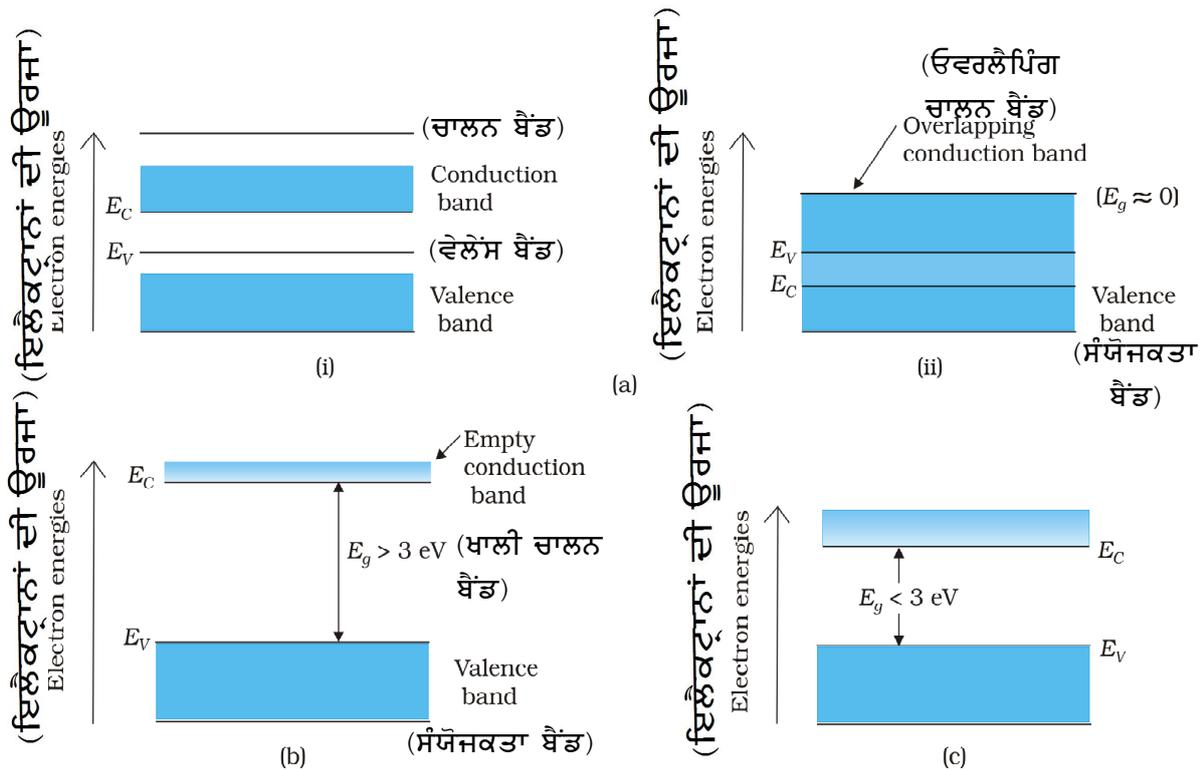 (ਇਲੈਕਟ੍ਰਾਨਾਂ ਦੀ ਊਰਜਾ)
Electron energies
(ਚਾਲਨ ਬੈਂਡ)
Conduction
band
E_C
E_V
(ਵੇਲੇਂਸ ਬੈਂਡ)
Valence
band
(i)
(ਇਲੈਕਟ੍ਰਾਨਾਂ ਦੀ ਊਰਜਾ)
Electron energies
(ਓਵਰਲੈਪਿੰਗ
ਚਾਲਨ ਬੈਂਡ)
Overlapping
conduction band
(E_g ≈ 0)
E_V
E_C
Valence
band
(ਸੰਯੋਜਕਤਾ
ਬੈਂਡ)
(ii)
(a)
(ਇਲੈਕਟ੍ਰਾਨਾਂ ਦੀ ਊਰਜਾ)
Electron energies
Empty
conduction
band
E_C
E_g > 3 eV (ਖਾਲੀ ਚਾਲਨ
ਬੈਂਡ)
E_V
Valence
band
(ਸੰਯੋਜਕਤਾ ਬੈਂਡ)
(b)
(ਇਲੈਕਟ੍ਰਾਨਾਂ ਦੀ ਊਰਜਾ)
Electron energies
E_C
E_g < 3 eV
E_V
(c)